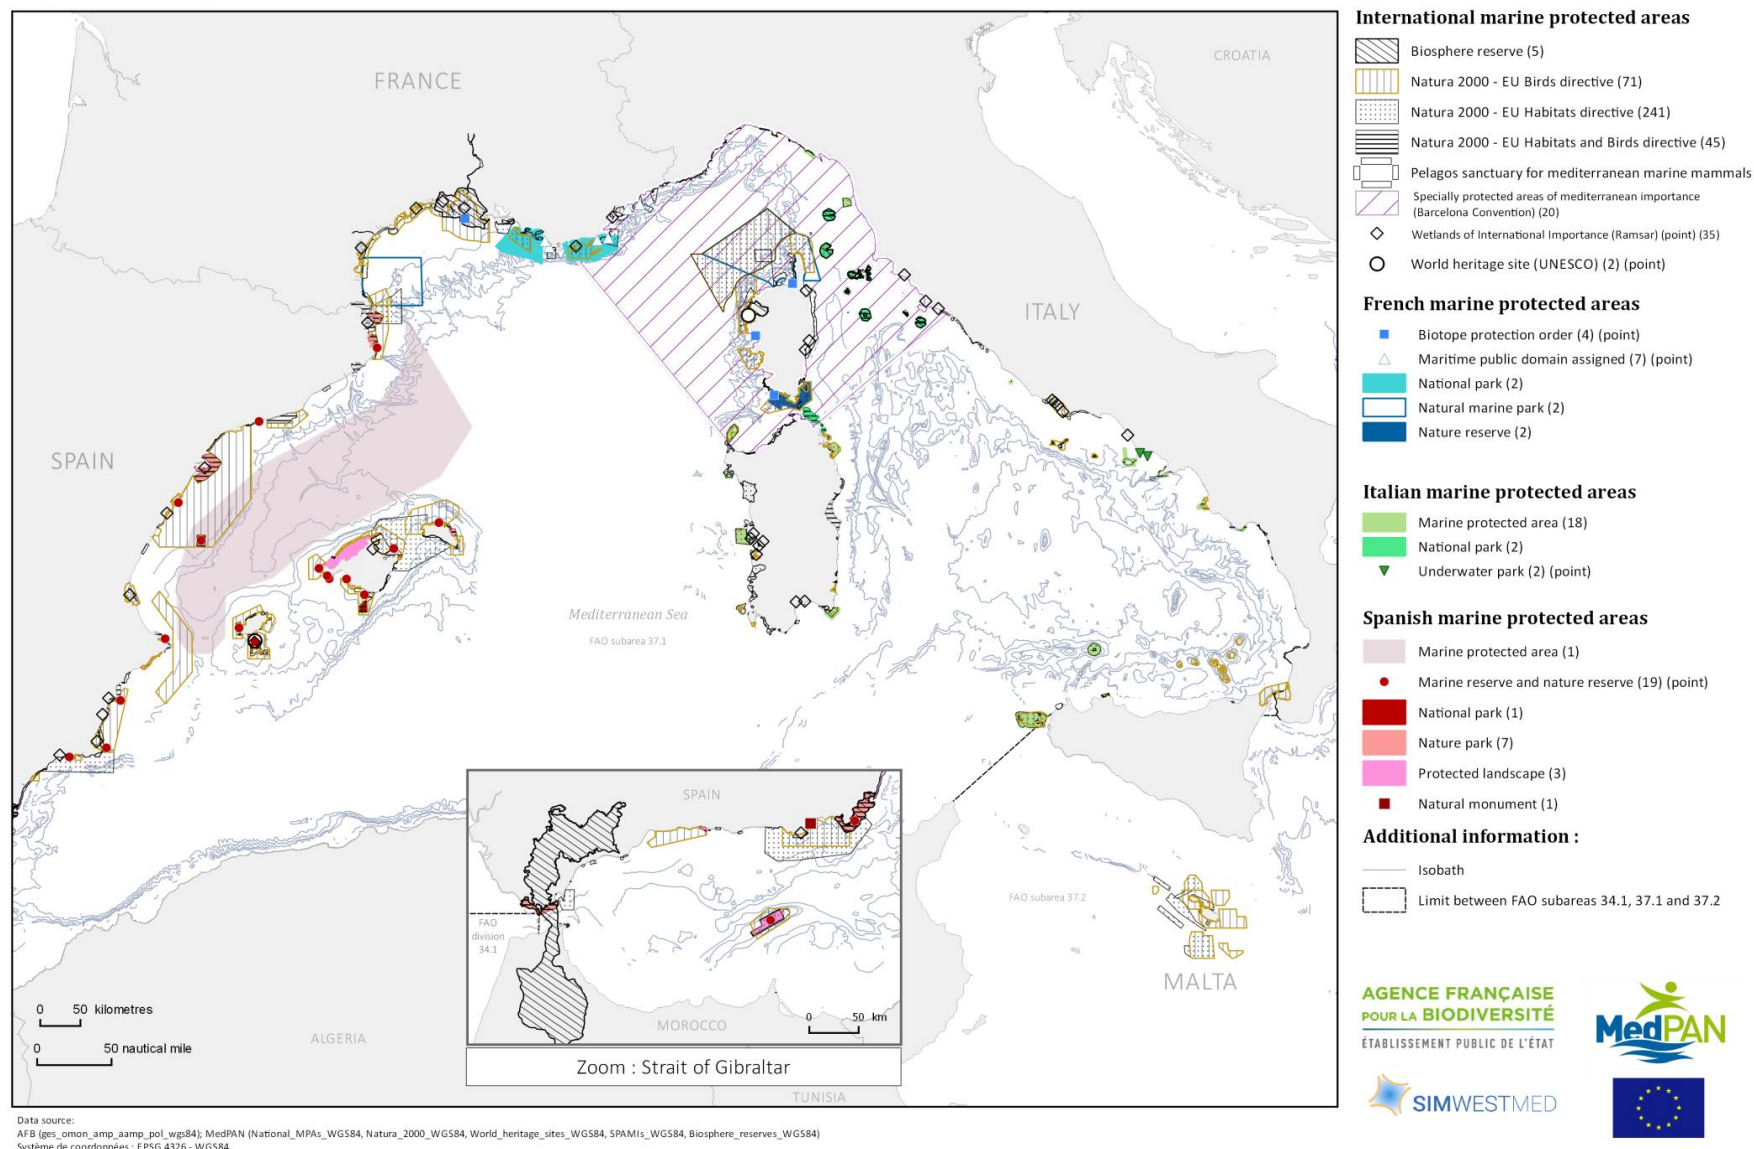 FRANCE
CROATIA
ITALY
SPAIN
Mediterranean Sea
FAO subarea 37.1
FAO subarea 37.2
MALTA
ALGERIA
TUNISIA
0 50 kilometres
0 50 nautical mile
SPAIN
FAO
division
34.1
MOROCCO
0 50 km
Zoom : Strait of Gibraltar
International marine protected areas
Biosphere reserve (5)
Natura 2000 - EU Birds directive (71)
Natura 2000 - EU Habitats directive (241)
Natura 2000 - EU Habitats and Birds directive (45)
Pelagos sanctuary for mediterranean marine mammals
Specially protected areas of mediterranean importance
(Barcelona Convention) (20)
Wetlands of International Importance (Ramsar) (point) (35)
World heritage site (UNESCO) (2) (point)
French marine protected areas
Biotope protection order (4) (point)
Maritime public domain assigned (7) (point)
National park (2)
Natural marine park (2)
Nature reserve (2)
Italian marine protected areas
Marine protected area (18)
National park (2)
Underwater park (2) (point)
Spanish marine protected areas
Marine protected area (1)
Marine reserve and nature reserve (19) (point)
National park (1)
Nature park (7)
Protected landscape (3)
Natural monument (1)
Additional information :
Isobath
Limit between FAO subareas 34.1, 37.1 and 37.2
AGENCE FRANÇAISE
POUR LA BIODIVERSITÉ
ÉTABLISSEMENT PUBLIC DE L'ÉTAT
MedPAN
SIMWESTMED
Data source:
AFB (ges_omon_amp_aamp_pol_wgs84); MedPAN (National_MPAs_WGS84, Natura_2000_WGS84, World_heritage_sites_WGS84, SPAMIs_WGS84, Biosphere_reserves_WGS84)
Système de coordonnées : EPSG 4326 - WGS84